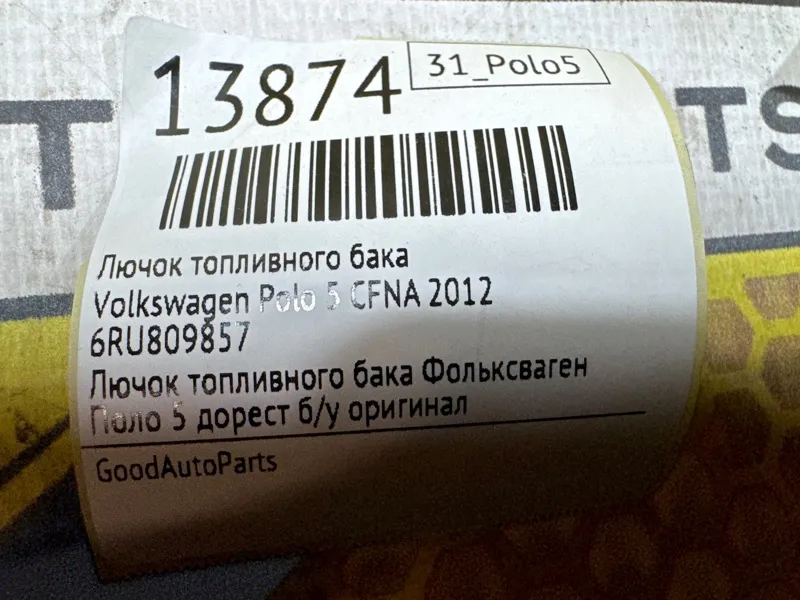 13874
31_Polo5
Лючок топливного бака
Volkswagen Polo 5 CFNA 2012
6RU809857
Лючок топливного бака Фольксваген
Поло 5 дорест б/у оригинал
GoodAutoParts
T
TS